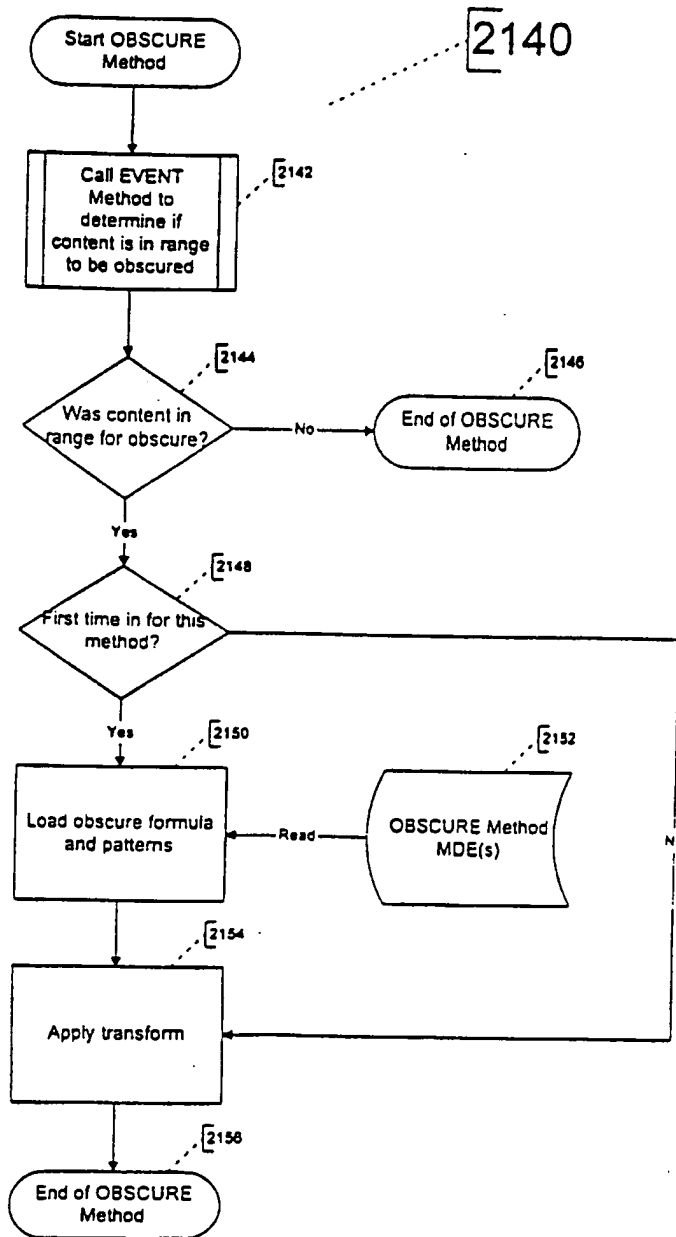 Start OBSCURE
Method
2140
Call EVENT
Method to
determine if
content is in range
to be obscured
2142
2144
Was content in
range for obscure?
No
2146
End of OBSCURE
Method
Yes
2148
First time in for this
method?
Yes
2150
Load obscure formula
and patterns
Read
2152
OBSCURE Method
MDE(s)
N
2154
Apply transform
2156
End of OBSCURE
Method